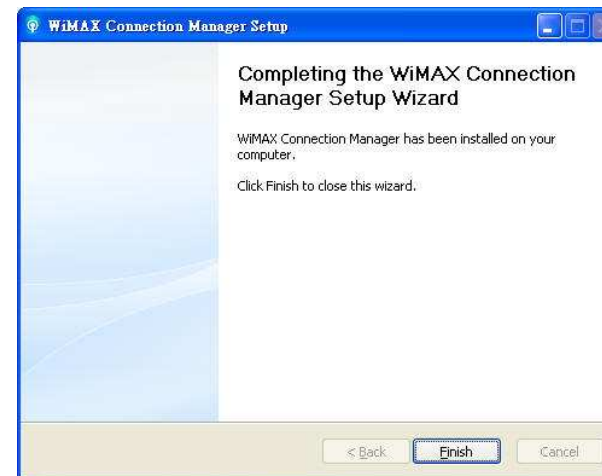 WiMAX Connection Manager Setup
Completing the WiMAX Connection
Manager Setup Wizard
WiMAX Connection Manager has been installed on your
computer.
Click Finish to close this wizard.
< Back Finish Cancel